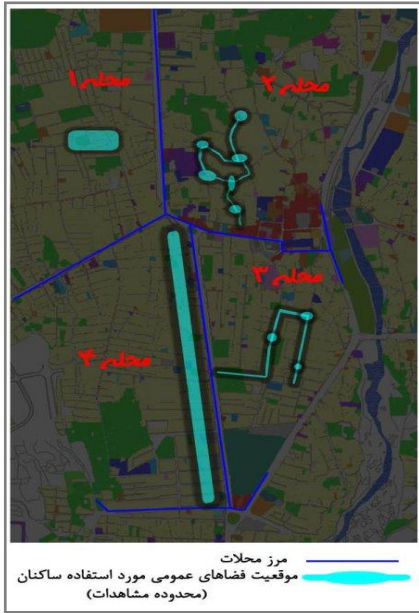 محله ۱
محله ۲
محله ۳
محله ۴
مرز محلات
موقعیت فضاهای عمومی مورد استفاده ساکنان
(محدوده مشاهدات)